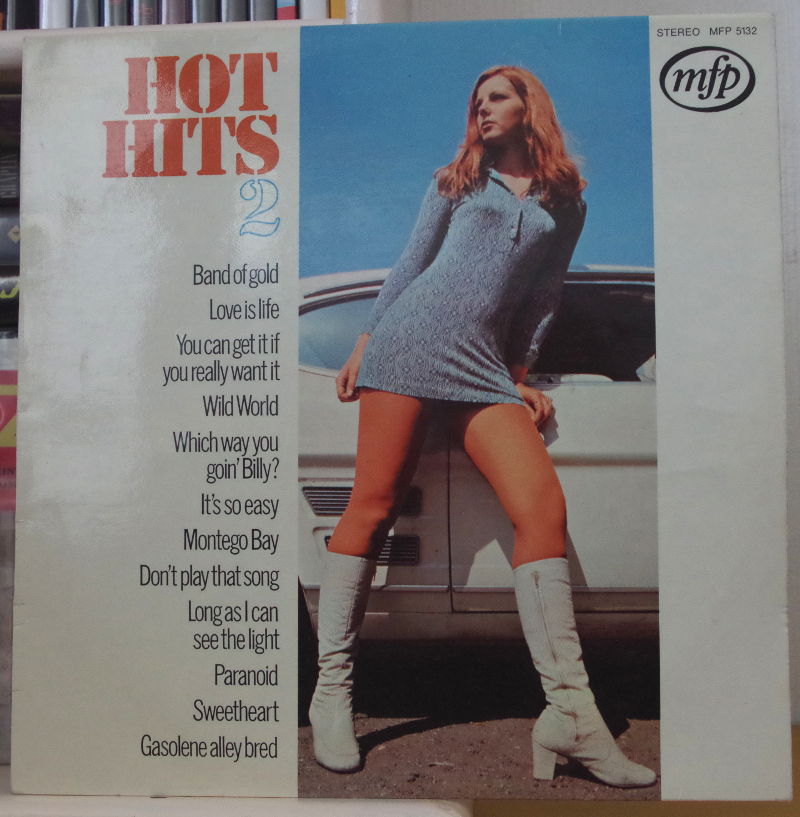 HOT
HITS
2
Band of gold
Love is life
You can get it if
you really want it
Wild World
Which way you
goin' Billy?
It's so easy
Montego Bay
Don't play that song
Long as I can
see the light
Paranoid
Sweetheart
Gasolene alley bred
STEREO MFP 5132
mfp